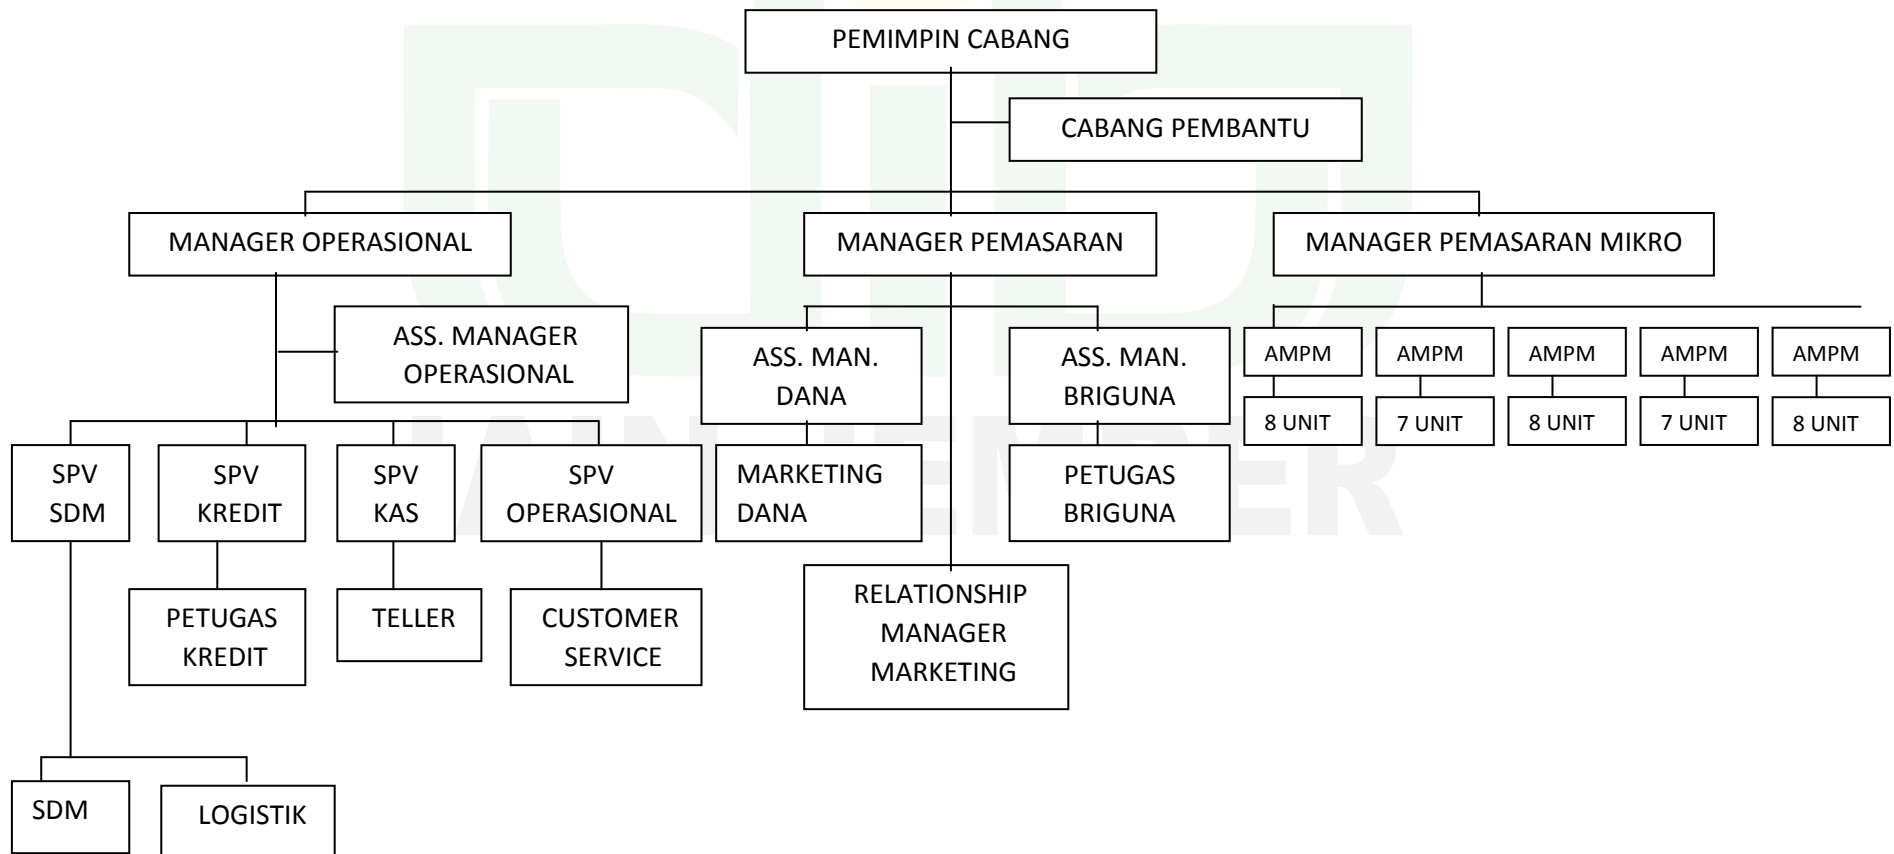 PEMIMPIN CABANG
CABANG PEMBANTU
MANAGER OPERASIONAL
MANAGER PEMASARAN
MANAGER PEMASARAN MIKRO
ASS. MANAGER
OPERASIONAL
ASS. MAN.
DANA
ASS. MAN.
BRIGUNA
AMPM
AMPM
AMPM
AMPM
AMPM
8 UNIT
7 UNIT
8 UNIT
7 UNIT
8 UNIT
SPV
SDM
SPV
KREDIT
SPV
KAS
SPV
OPERASIONAL
MARKETING
DANA
PETUGAS
BRIGUNA
PETUGAS
KREDIT
TELLER
CUSTOMER
SERVICE
RELATIONSHIP
MANAGER
MARKETING
SDM
LOGISTIK
IAIN JEMBER